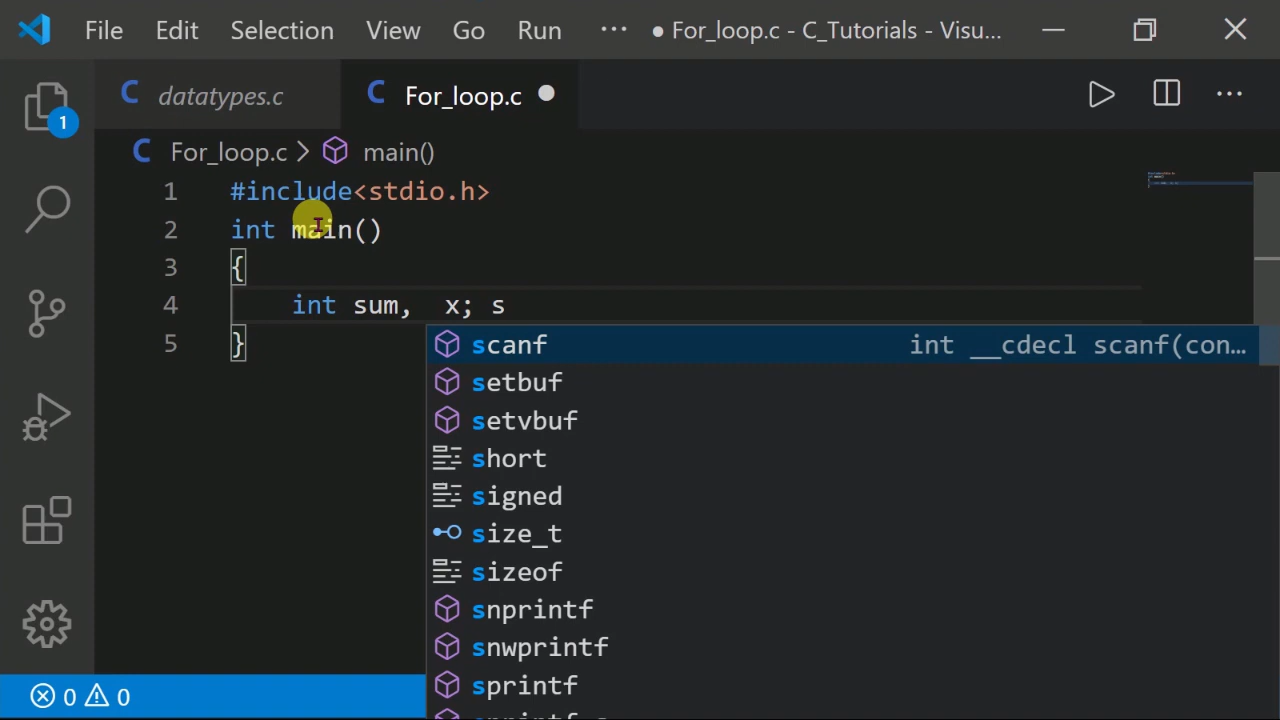 File Edit Selection View Go Run ··· ● For_loop.c - C_Tutorials - Visu...
C datatypes.c C For_loop.c ●
C For_loop.c > main()
1 #include<stdio.h>
2 int main()
3 {
4     int sum,  x; s
5 }
scanf int __cdecl scanf(con...
setbuf
setvbuf
short
signed
size_t
sizeof
snprintf
snwprintf
sprintf
1
0 0